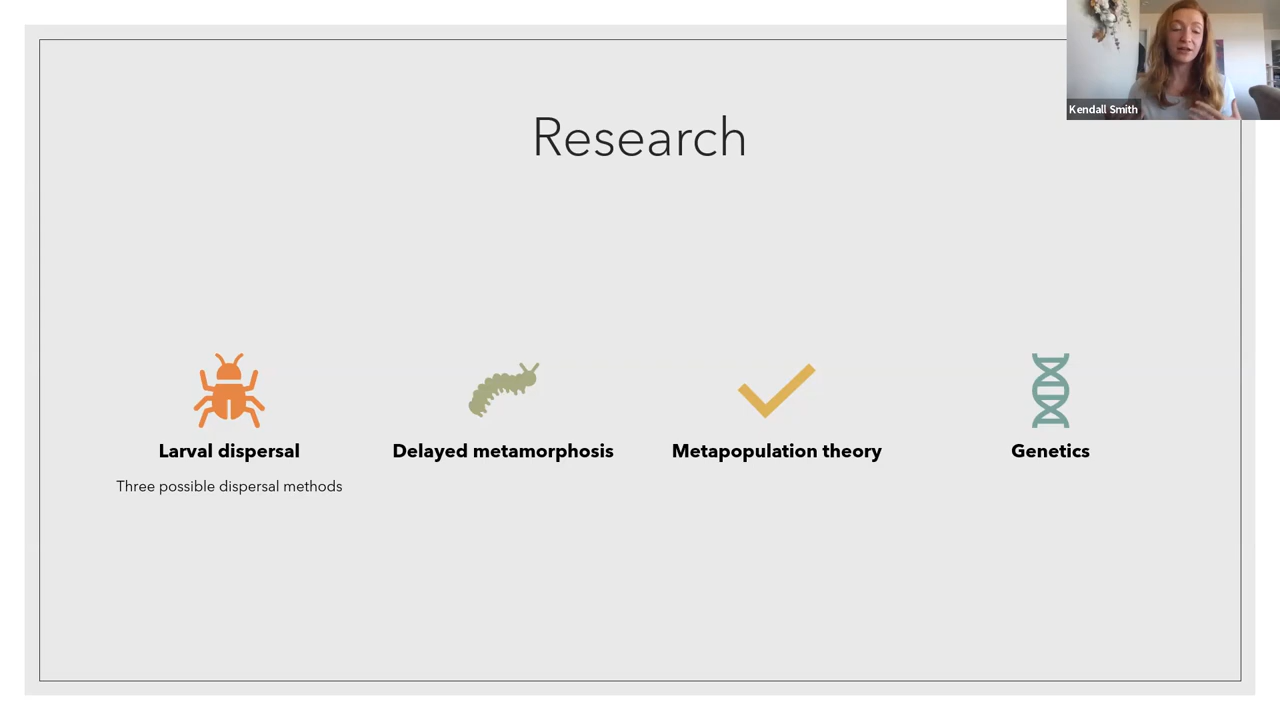 Kendall Smith
Research
Larval dispersal
Three possible dispersal methods
Delayed metamorphosis
Metapopulation theory
Genetics